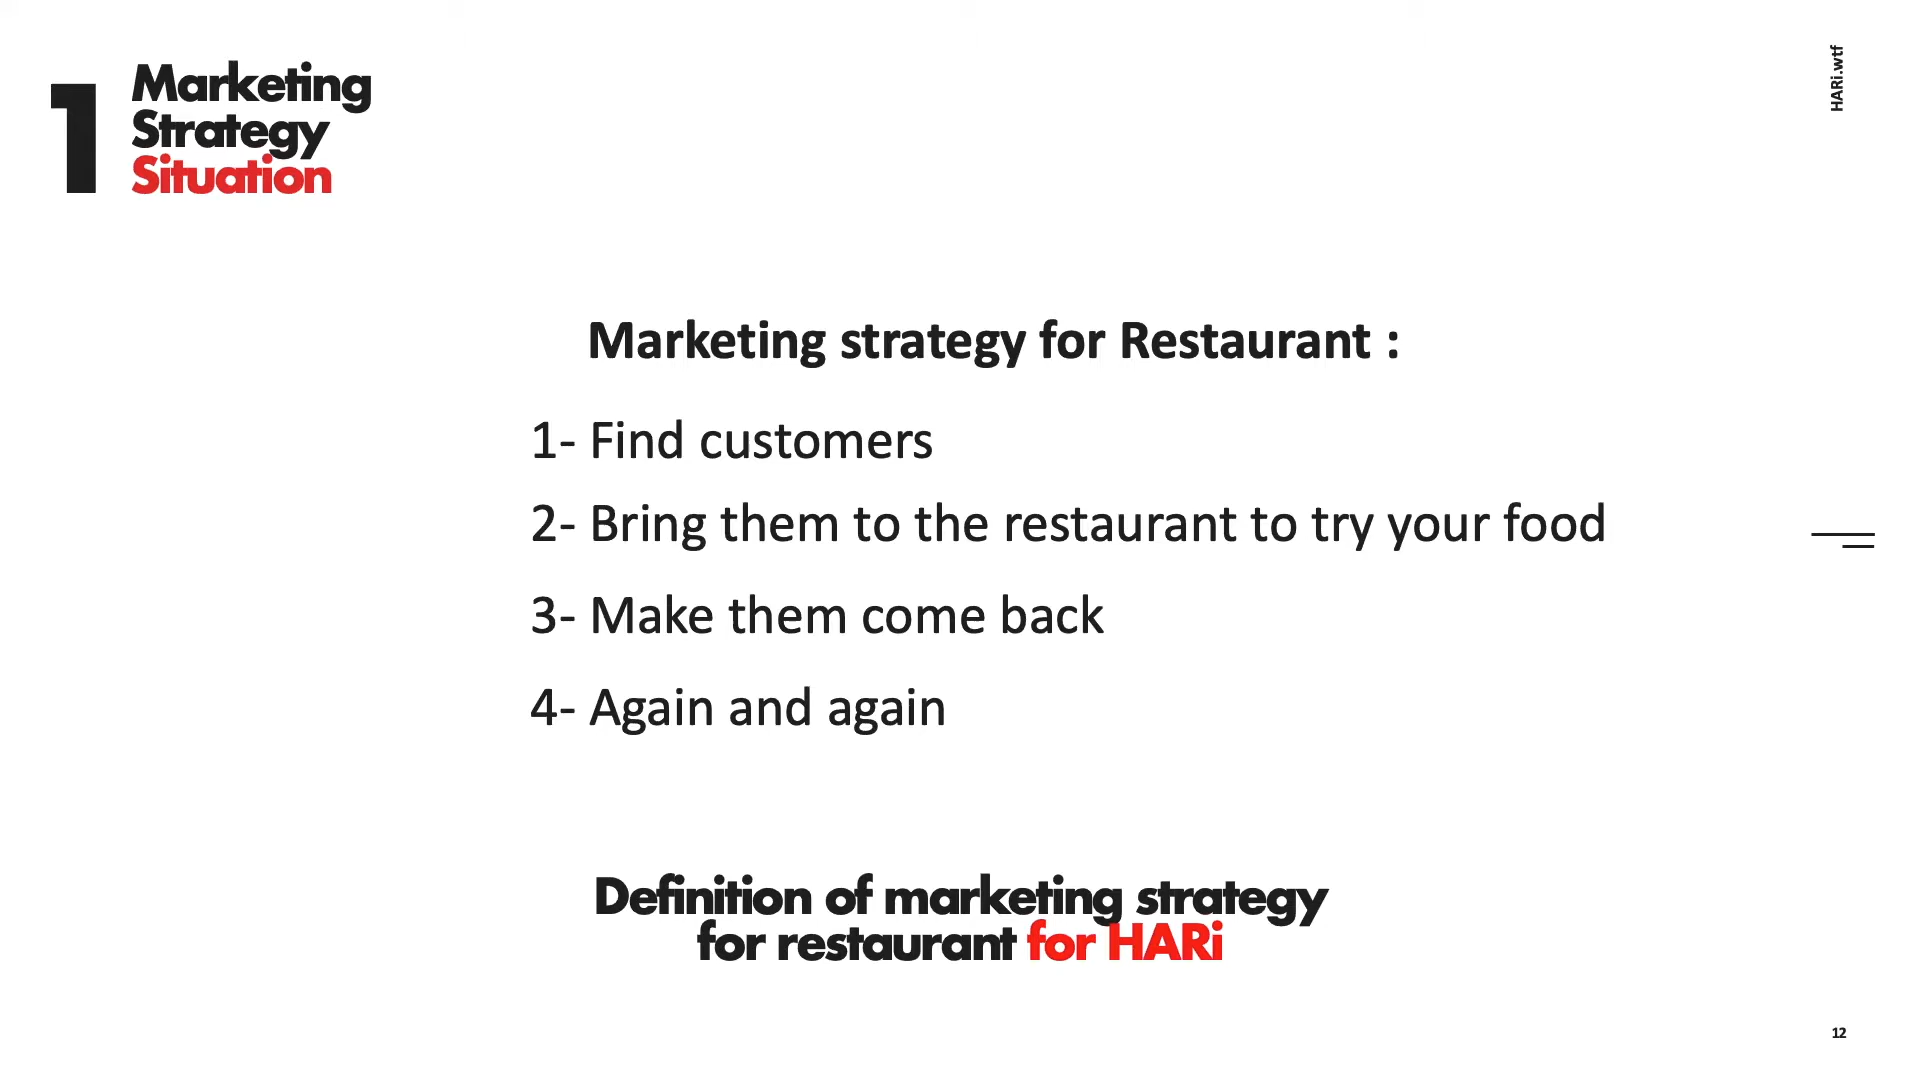 1
Marketing
Strategy
Situation
HARi.wtf
Marketing strategy for Restaurant :
1- Find customers
2- Bring them to the restaurant to try your food
3- Make them come back
4- Again and again
Definition of marketing strategy
for restaurant for HARi
12